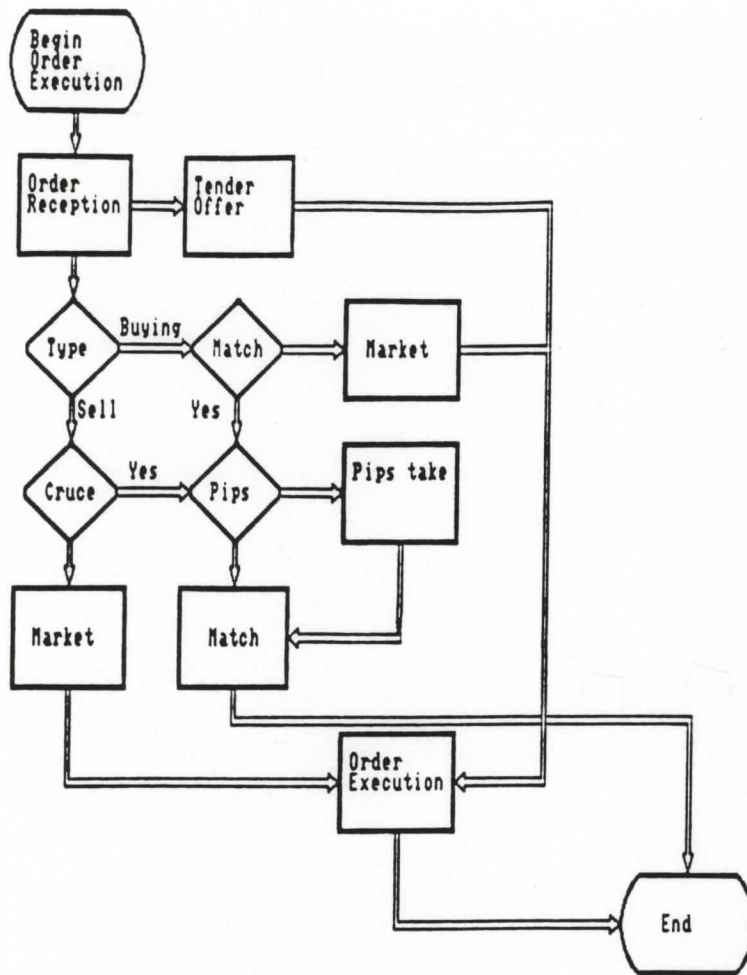 Begin
Order
Execution
Order
Reception
Tender
Offer
Type
Buying
Match
Market
Sell
Yes
Cruce
Yes
Pips
Pips take
Market
Match
Order
Execution
End